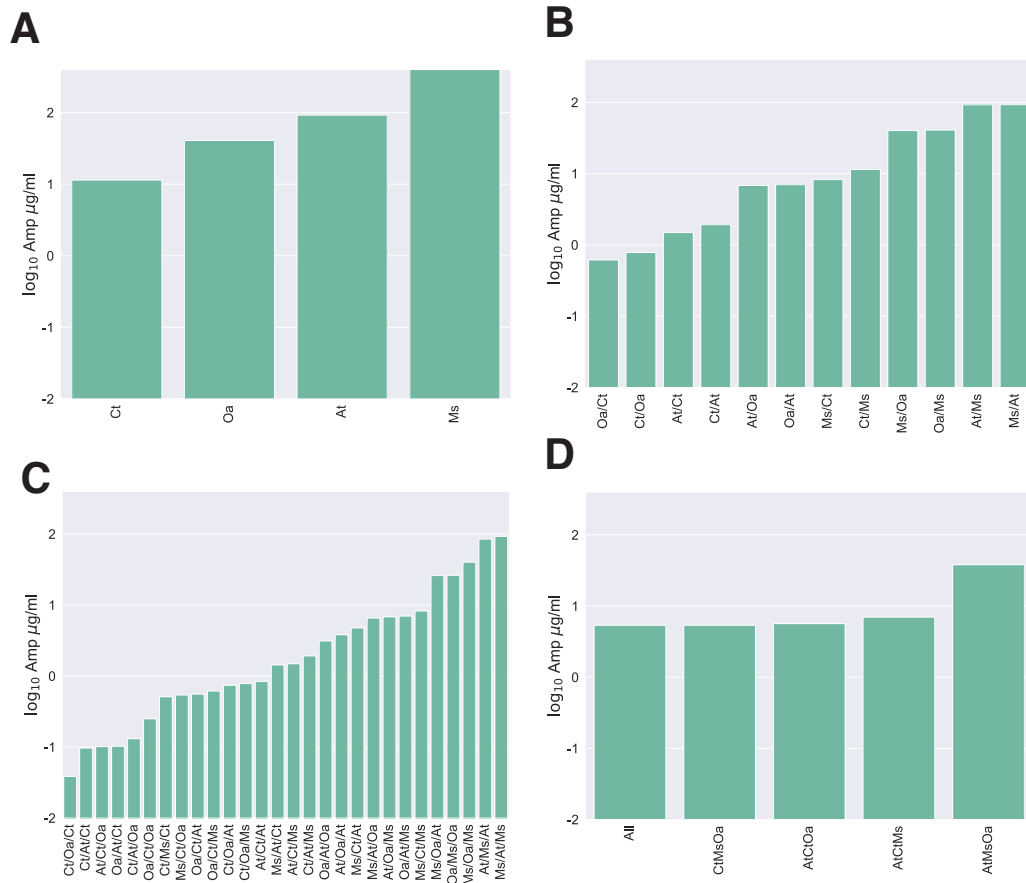 A
log10 Amp µg/ml
2
1
0
-1
-2
Ct
Oa
At
Ms
B
log10 Amp µg/ml
2
1
0
-1
-2
Oa/Ct
Ct/Oa
At/Ct
Ct/At
At/Oa
Oa/At
Ms/Ct
Ct/Ms
Ms/Oa
Oa/Ms
At/Ms
Ms/At
C
log10 Amp µg/ml
2
1
0
-1
-2
Ct/Oa/Ct
Ct/At/Ct
At/Ct/Oa
Oa/At/Ct
Ct/At/Oa
Oa/Ct/Oa
Ct/Ms/Ct
Ms/Ct/Oa
Oa/Ct/At
Oa/Ct/Ms
Ct/Oa/At
Ct/Oa/Ms
At/Ct/At
Ms/At/Ct
At/Ct/Ms
Ct/At/Ms
Oa/At/Oa
At/Oa/At
Ms/Ct/At
Ms/At/Oa
At/Oa/Ms
Oa/At/Ms
Ms/Ct/Ms
Ms/Oa/At
Oa/Ms/Oa
Ms/Oa/Ms
At/Ms/At
Ms/At/Ms
D
log10 Amp µg/ml
2
1
0
-1
-2
All
CtMsOa
AtCtOa
AtCtMs
AtMsOa